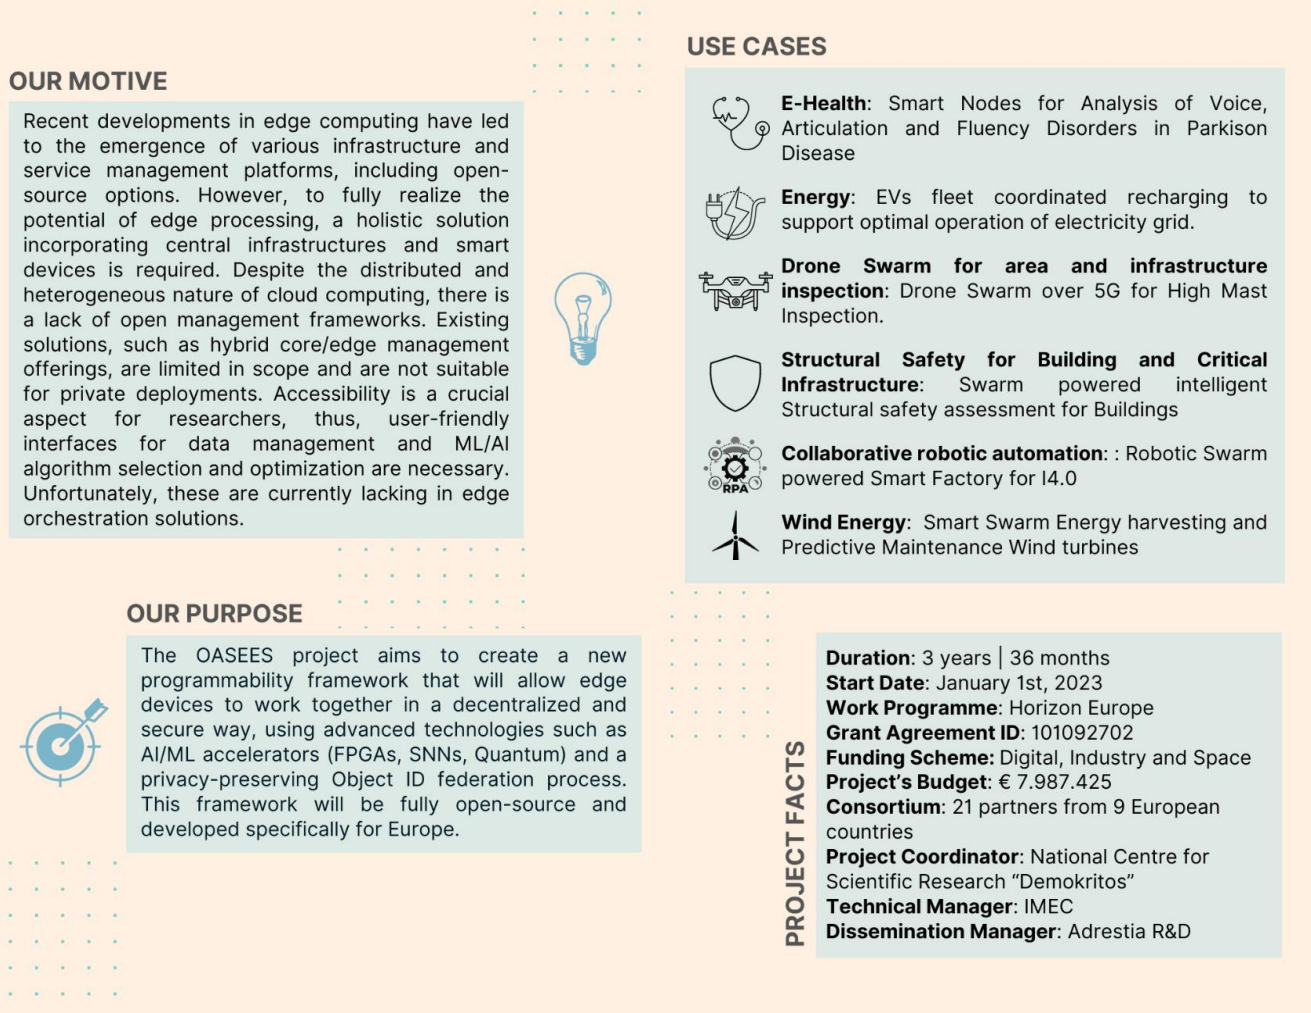 OUR MOTIVE
Recent developments in edge computing have led
to the emergence of various infrastructure and
service management platforms, including open-
source options. However, to fully realize the
potential of edge processing, a holistic solution
incorporating central infrastructures and smart
devices is required. Despite the distributed and
heterogeneous nature of cloud computing, there is
a lack of open management frameworks. Existing
solutions, such as hybrid core/edge management
offerings, are limited in scope and are not suitable
for private deployments. Accessibility is a crucial
aspect for researchers, thus, user-friendly
interfaces for data management and ML/AI
algorithm selection and optimization are necessary.
Unfortunately, these are currently lacking in edge
orchestration solutions.
OUR PURPOSE
The OASEES project aims to create a new
programmability framework that will allow edge
devices to work together in a decentralized and
secure way, using advanced technologies such as
AI/ML accelerators (FPGAs, SNNs, Quantum) and a
privacy-preserving Object ID federation process.
This framework will be fully open-source and
developed specifically for Europe.
USE CASES
E-Health: Smart Nodes for Analysis of Voice,
Articulation and Fluency Disorders in Parkison
Disease
Energy: EVs fleet coordinated recharging to
support optimal operation of electricity grid.
Drone Swarm for area and infrastructure
inspection: Drone Swarm over 5G for High Mast
Inspection.
Structural Safety for Building and Critical
Infrastructure: Swarm powered intelligent
Structural safety assessment for Buildings
RPA
Collaborative robotic automation: : Robotic Swarm
powered Smart Factory for I4.0
Wind Energy: Smart Swarm Energy harvesting and
Predictive Maintenance Wind turbines
PROJECT FACTS
Duration: 3 years | 36 months
Start Date: January 1st, 2023
Work Programme: Horizon Europe
Grant Agreement ID: 101092702
Funding Scheme: Digital, Industry and Space
Project's Budget: € 7.987.425
Consortium: 21 partners from 9 European
countries
Project Coordinator: National Centre for
Scientific Research “Demokritos”
Technical Manager: IMEC
Dissemination Manager: Adrestia R&D